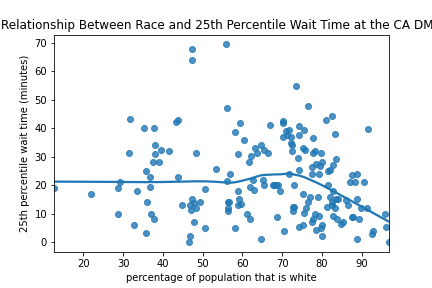 Relationship Between Race and 25th Percentile Wait Time at the CA DM
70
60
50
40
30
20
10
0
25th percentile wait time (minutes)
20 30 40 50 60 70 80 90
percentage of population that is white